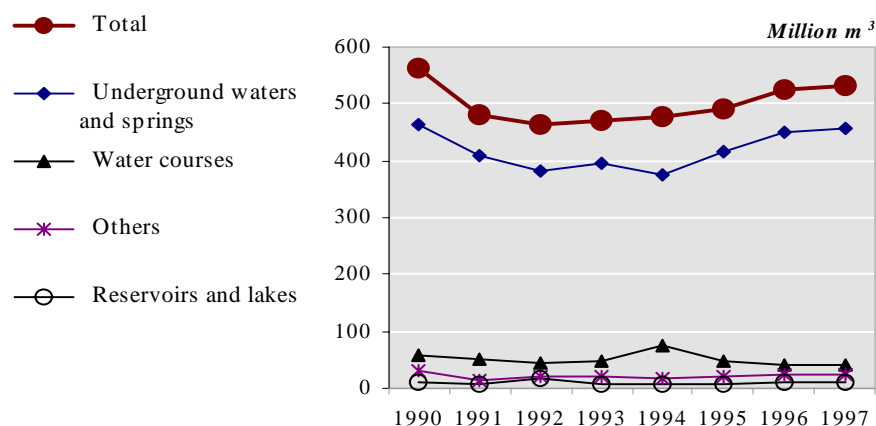 Total
Underground waters
and springs
Water courses
Others
Reservoirs and lakes
Million m³
600
500
400
300
200
100
0
1990 1991 1992 1993 1994 1995 1996 1997